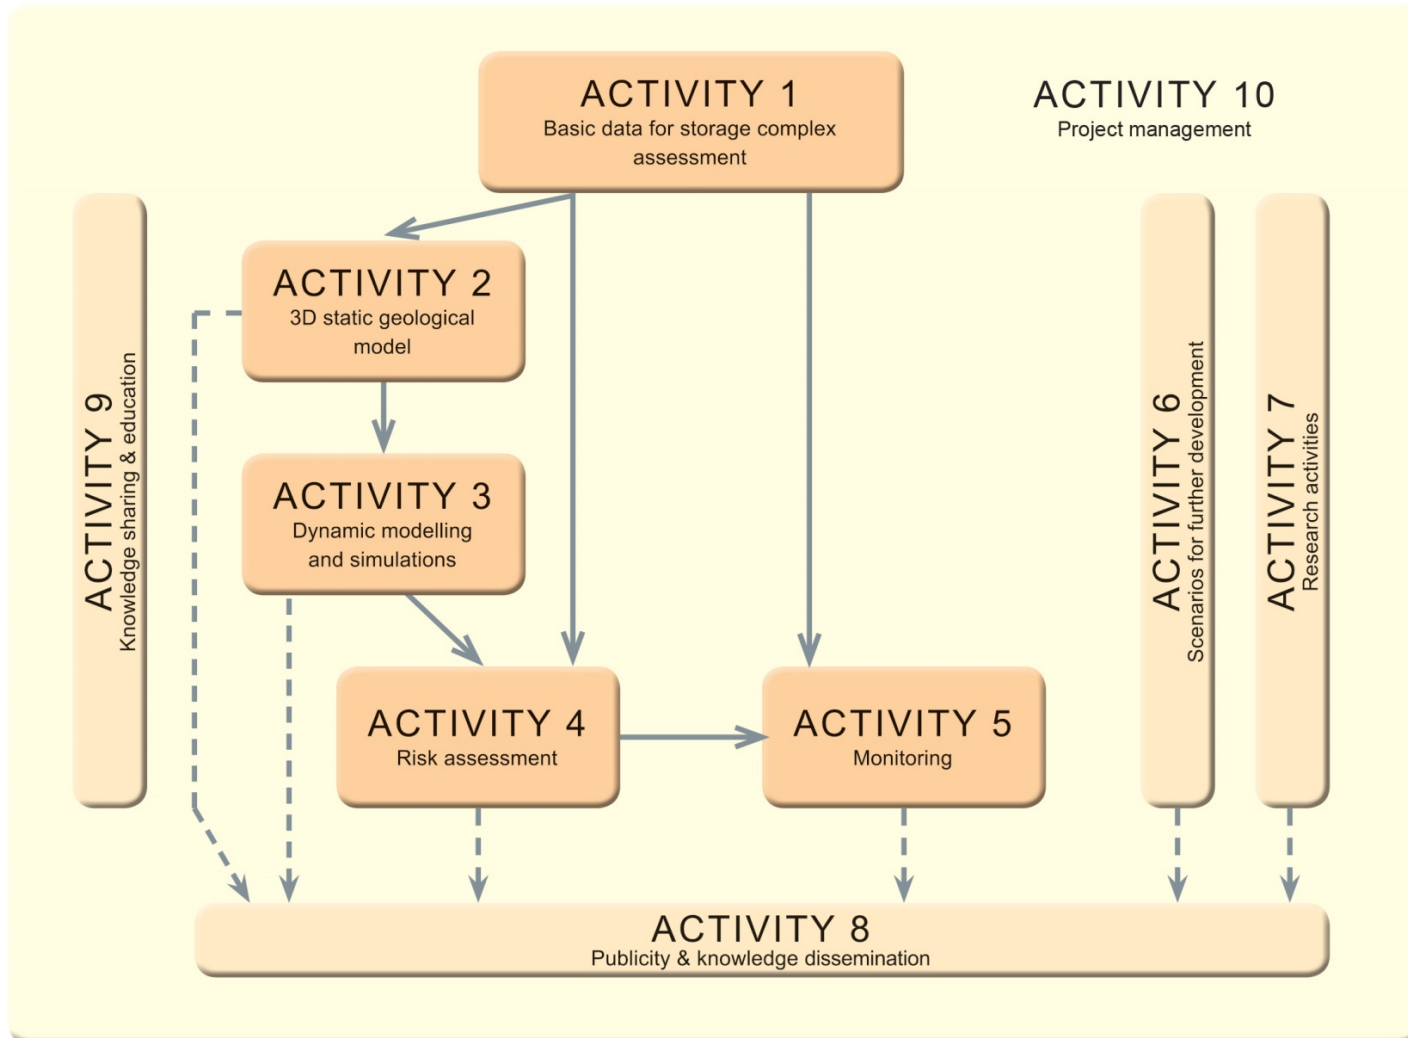 ACTIVITY 1
Basic data for storage complex
assessment
ACTIVITY 10
Project management
ACTIVITY 2
3D static geological
model
ACTIVITY 3
Dynamic modelling
and simulations
ACTIVITY 9
Knowledge sharing & education
ACTIVITY 6
Scenarios for further development
ACTIVITY 7
Research activities
ACTIVITY 4
Risk assessment
ACTIVITY 5
Monitoring
ACTIVITY 8
Publicity & knowledge dissemination